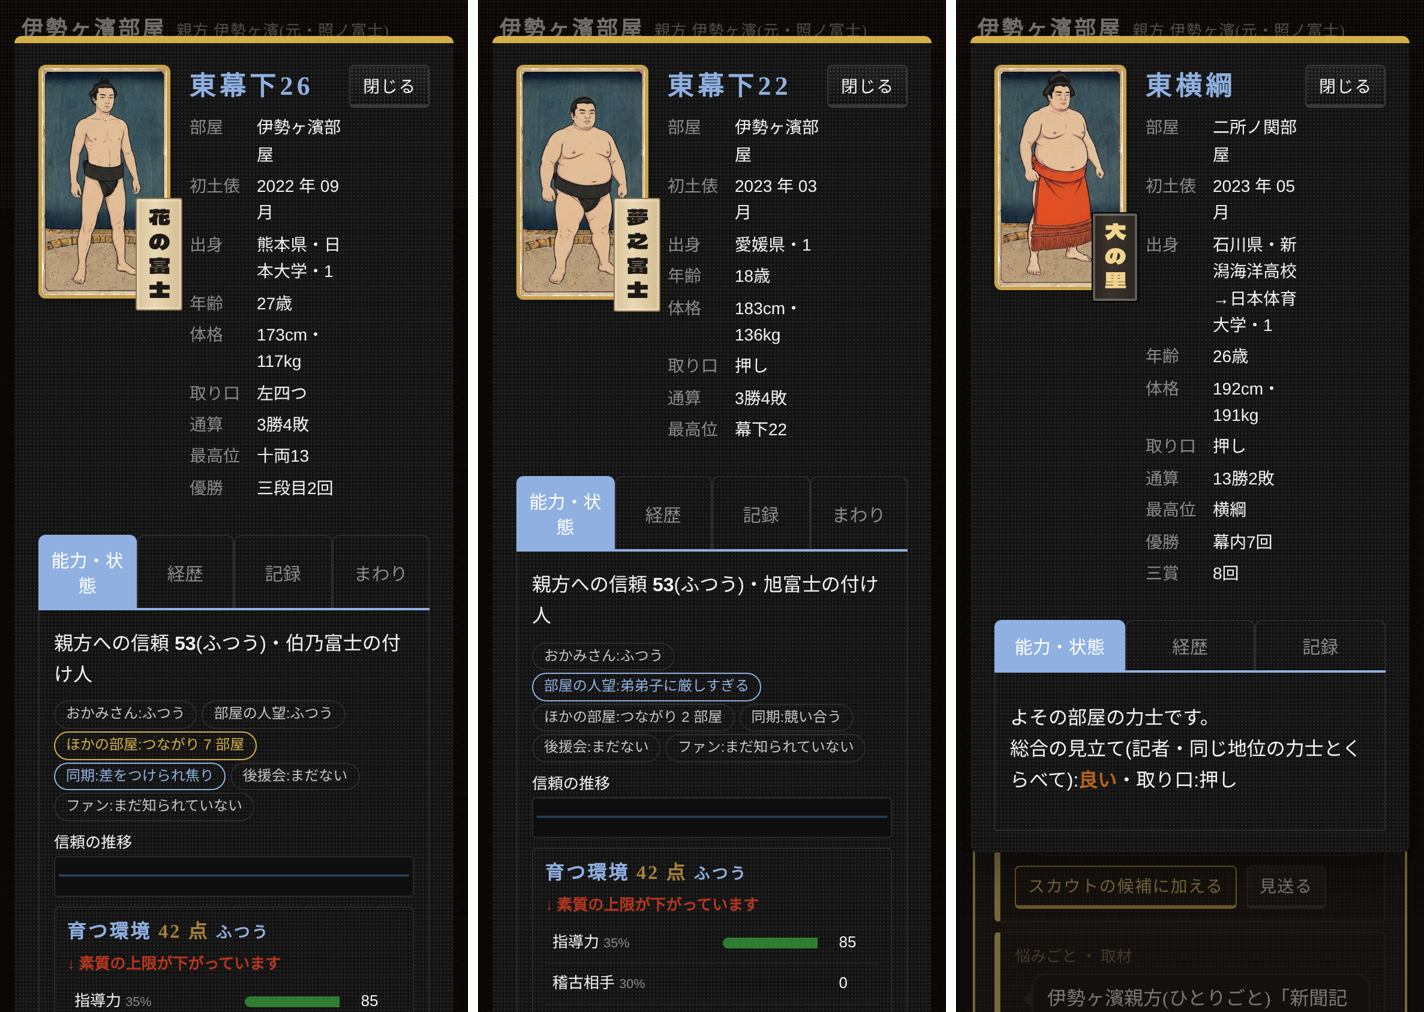 伊勢ヶ濱部屋 親方 伊勢ヶ濱(元・照ノ富士)
東幕下26
閉じる
部屋 伊勢ヶ濱部
屋
初土俵 2022 年 09
月
出身 熊本県・日
本大学・1
年齢 27歳
体格 173cm・
117kg
取り口 左四つ
通算 3勝4敗
最高位 十両13
優勝 三段目2回
花の富士
能力・状
態
経歴
記録
まわり
親方への信頼 53(ふつう)・伯乃富士の付
け人
おかみさん:ふつう 部屋の人望:ふつう
ほかの部屋:つながり 7 部屋
同期:差をつけられ焦り 後援会:まだない
ファン:まだ知られていない
信頼の推移
育つ環境 42 点 ふつう
↓ 素質の上限が下がっています
指導力 35% 85
伊勢ヶ濱部屋 親方 伊勢ヶ濱(元・照ノ富士)
東幕下22
閉じる
部屋 伊勢ヶ濱部
屋
初土俵 2023 年 03
月
出身 愛媛県・1
年齢 18歳
体格 183cm・
136kg
取り口 押し
通算 3勝4敗
最高位 幕下22
夢之富士
能力・状
態
経歴
記録
まわり
親方への信頼 53(ふつう)・旭富士の付け
人
おかみさん:ふつう
部屋の人望:弟弟子に厳しすぎる
ほかの部屋:つながり 2 部屋 同期:競い合う
後援会:まだない ファン:まだ知られていない
信頼の推移
育つ環境 42 点 ふつう
↓ 素質の上限が下がっています
指導力 35% 85
稽古相手 30% 0
伊勢ヶ濱部屋 親方 伊勢ヶ濱(元・照ノ富士)
東横綱
閉じる
部屋 二所ノ関部
屋
初土俵 2023 年 05
月
出身 石川県・新
潟海洋高校
→日本体育
大学・1
年齢 26歳
体格 192cm・
191kg
取り口 押し
通算 13勝2敗
最高位 横綱
優勝 幕内7回
三賞 8回
大の里
能力・状態
経歴
記録
よその部屋の力士です。
総合の見立て(記者・同じ地位の力士とく
らべて):良い・取り口:押し
スカウトの候補に加える
見送る
悩みごと・取材
伊勢ヶ濱親方(ひとりごと)「新聞記